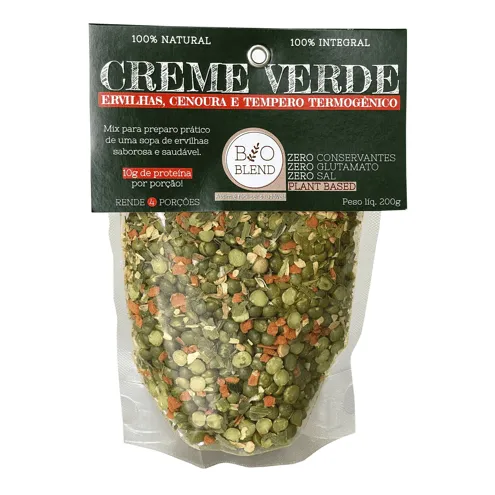 100% NATURAL
100% INTEGRAL
CREME VERDE
ERVILHAS, CENOURA E TEMPERO TERMOGÊNICO
Mix para preparo prático
de uma sopa de ervilhas
saborosa e saudável.
10g de proteína
por porção!
RENDE 4 PORÇÕES
BIO
BLEND
ZERO CONSERVANTES
ZERO GLUTAMATO
ZERO SAL
PLANT BASED
Peso líq. 200g